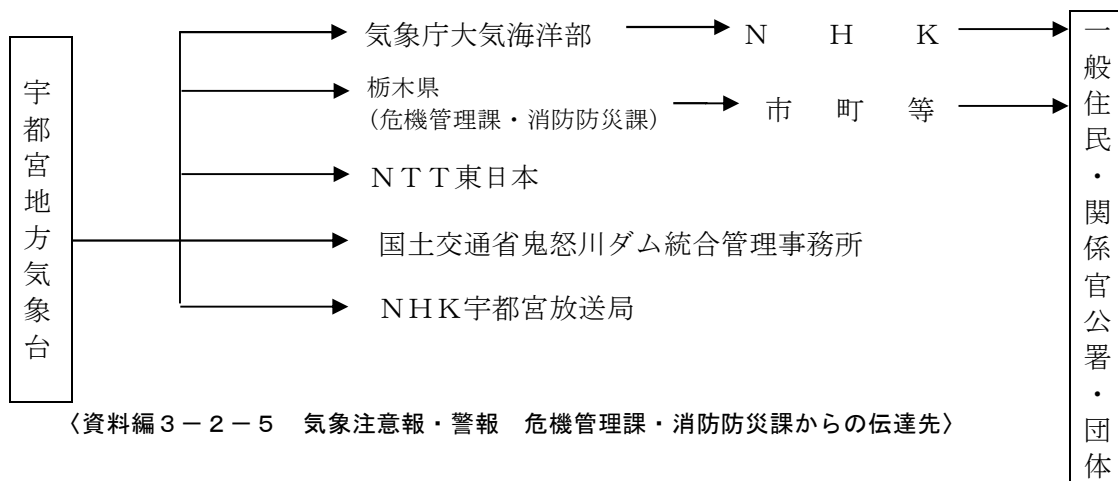 宇都宮地方気象台
気象庁大気海洋部
ＮＨＫ
栃木県
（危機管理課・消防防災課）
市町等
ＮＴＴ東日本
国土交通省鬼怒川ダム統合管理事務所
ＮＨＫ宇都宮放送局
一般住民・関係官公署・団体
〈資料編３－２－５　気象注意報・警報　危機管理課・消防防災課からの伝達先〉